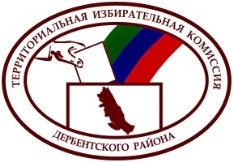 ТЕРРИТОРИАЛЬНАЯ ИЗБИРАТЕЛЬНАЯ КОМИССИЯ
ДЕРБЕНТСКОГО РАЙОНА